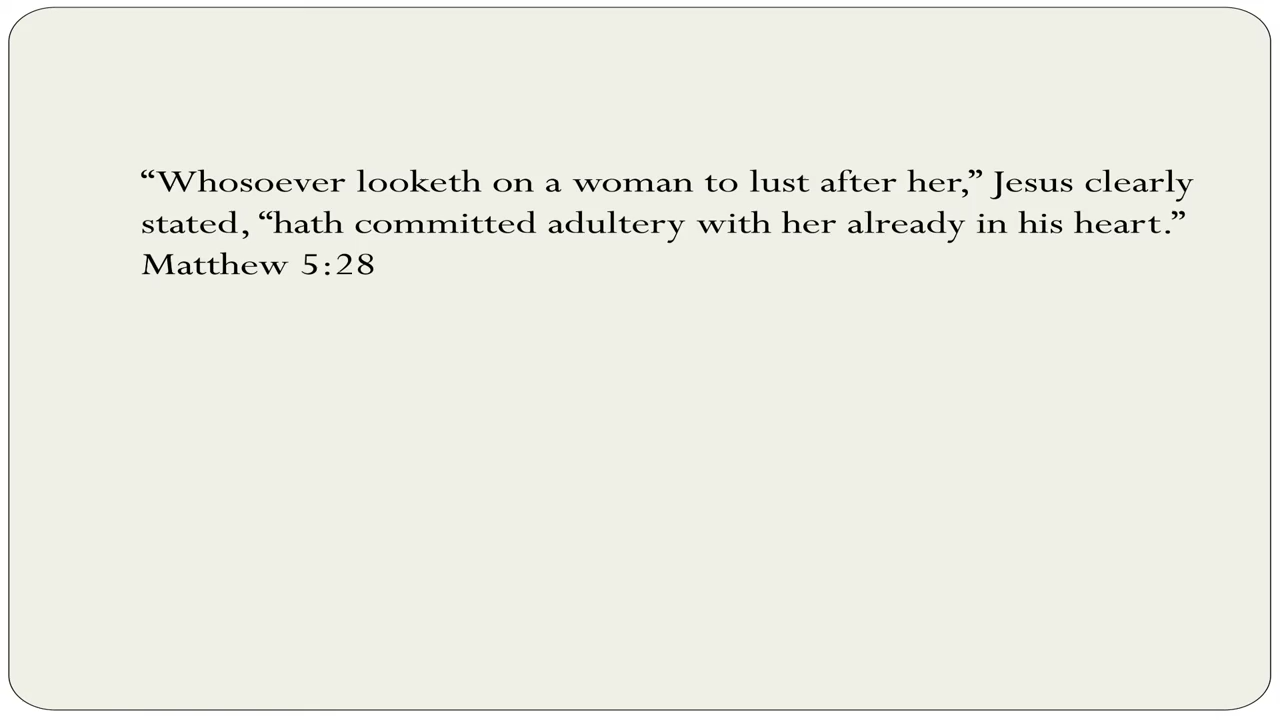 “Whosoever looketh on a woman to lust after her,” Jesus clearly
stated, “hath committed adultery with her already in his heart.”
Matthew 5:28